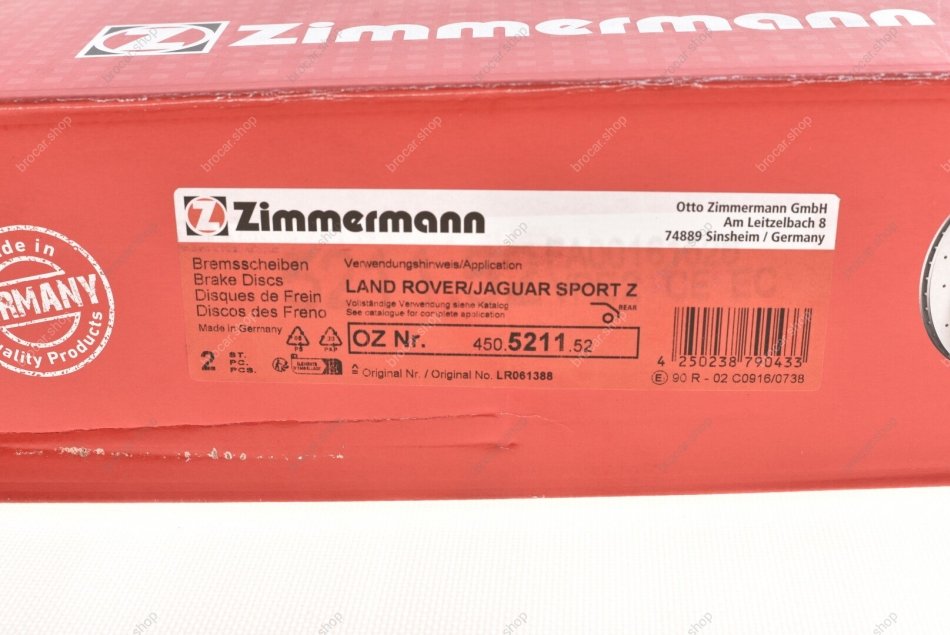 Zimmermann
Zimmermann
Otto Zimmermann GmbH
Am Leitzelbach 8
74889 Sinsheim / Germany
Bremsscheiben
Brake Discs
Disques de Frein
Discos des Freno
Made in Germany
Verwendungshinweis/Application
LAND ROVER/JAGUAR SPORT Z
Vollständige Verwendung siehe Katalog
See catalogue for complete application
REAR
OZ Nr. 450.5211.52
2 ST.
PC.
PCS.
Original Nr. / Original No. LR061388
4 250238 790433
E 90 R - 02 C0916/0738
Quality Products
brocar.shop